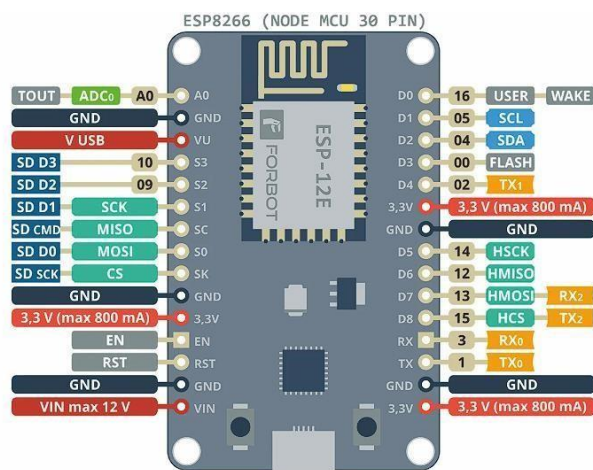 ESP8266 (NODE MCU 30 PIN)
TOUT ADC0 A0 A0
GND GND
V USB VU
SD D3 10 S3
SD D2 09 S2
SD D1 SCK S1
SD CMD MISO SC
SD D0 MOSI S0
SD SCK CS SK
GND GND
3,3 V (max 800 mA) 3,3V
EN EN
RST RST
GND GND
VIN max 12 V VIN
ESP-12E
FORBOT
D0 16 USER WAKE
D1 05 SCL
D2 04 SDA
D3 00 FLASH
D4 02 TX1
3,3V 3,3 V (max 800 mA)
GND GND
D5 14 HSCK
D6 12 HMISO
D7 13 HMOSI RX2
D8 15 HCS TX2
RX 3 RX0
TX 1 TX0
GND GND
3,3V 3,3 V (max 800 mA)